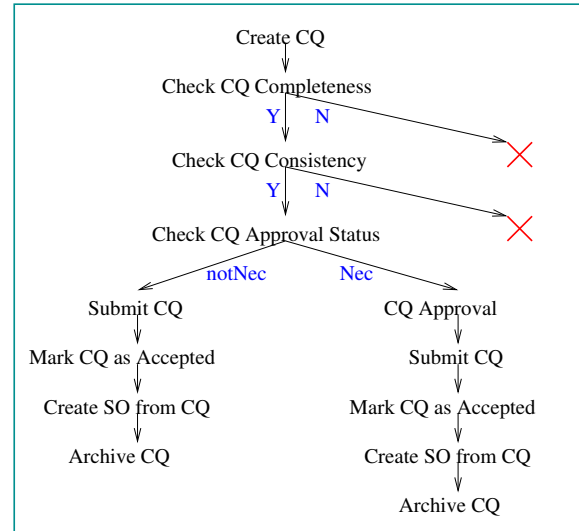 Create CQ
Check CQ Completeness
Y N
Check CQ Consistency
Y N
Check CQ Approval Status
notNec Nec
Submit CQ CQ Approval
Mark CQ as Accepted Submit CQ
Create SO from CQ Mark CQ as Accepted
Archive CQ Create SO from CQ
Archive CQ